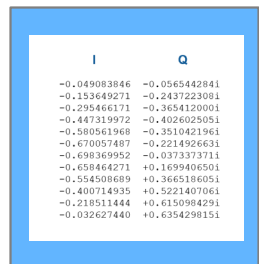 I Q
-0.049083846 -0.056544284i
-0.153649271 -0.243722308i
-0.295466171 -0.365412000i
-0.447319972 -0.402602505i
-0.580561968 -0.351042196i
-0.670057487 -0.221492663i
-0.698369952 -0.037337371i
-0.658464271 +0.169940650i
-0.554508689 +0.366518605i
-0.400714935 +0.522140706i
-0.218511444 +0.615098429i
-0.032627440 +0.635429815i